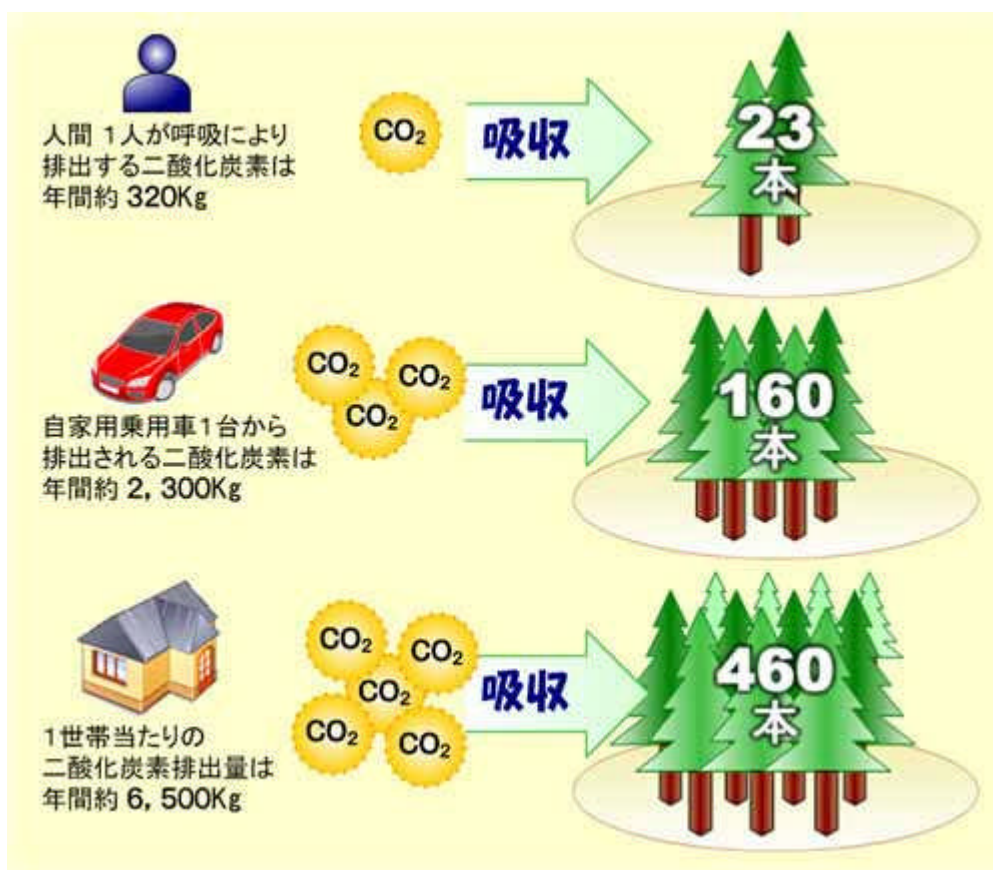 人間 1人が呼吸により
排出する二酸化炭素は
年間約 320Kg
CO₂
吸収
23
本
自家用乗用車1台から
排出される二酸化炭素は
年間約 2,300Kg
CO₂
CO₂
CO₂
吸収
160
本
1世帯当たりの
二酸化炭素排出量は
年間約 6,500Kg
CO₂
CO₂
CO₂
CO₂
CO₂
吸収
460
本